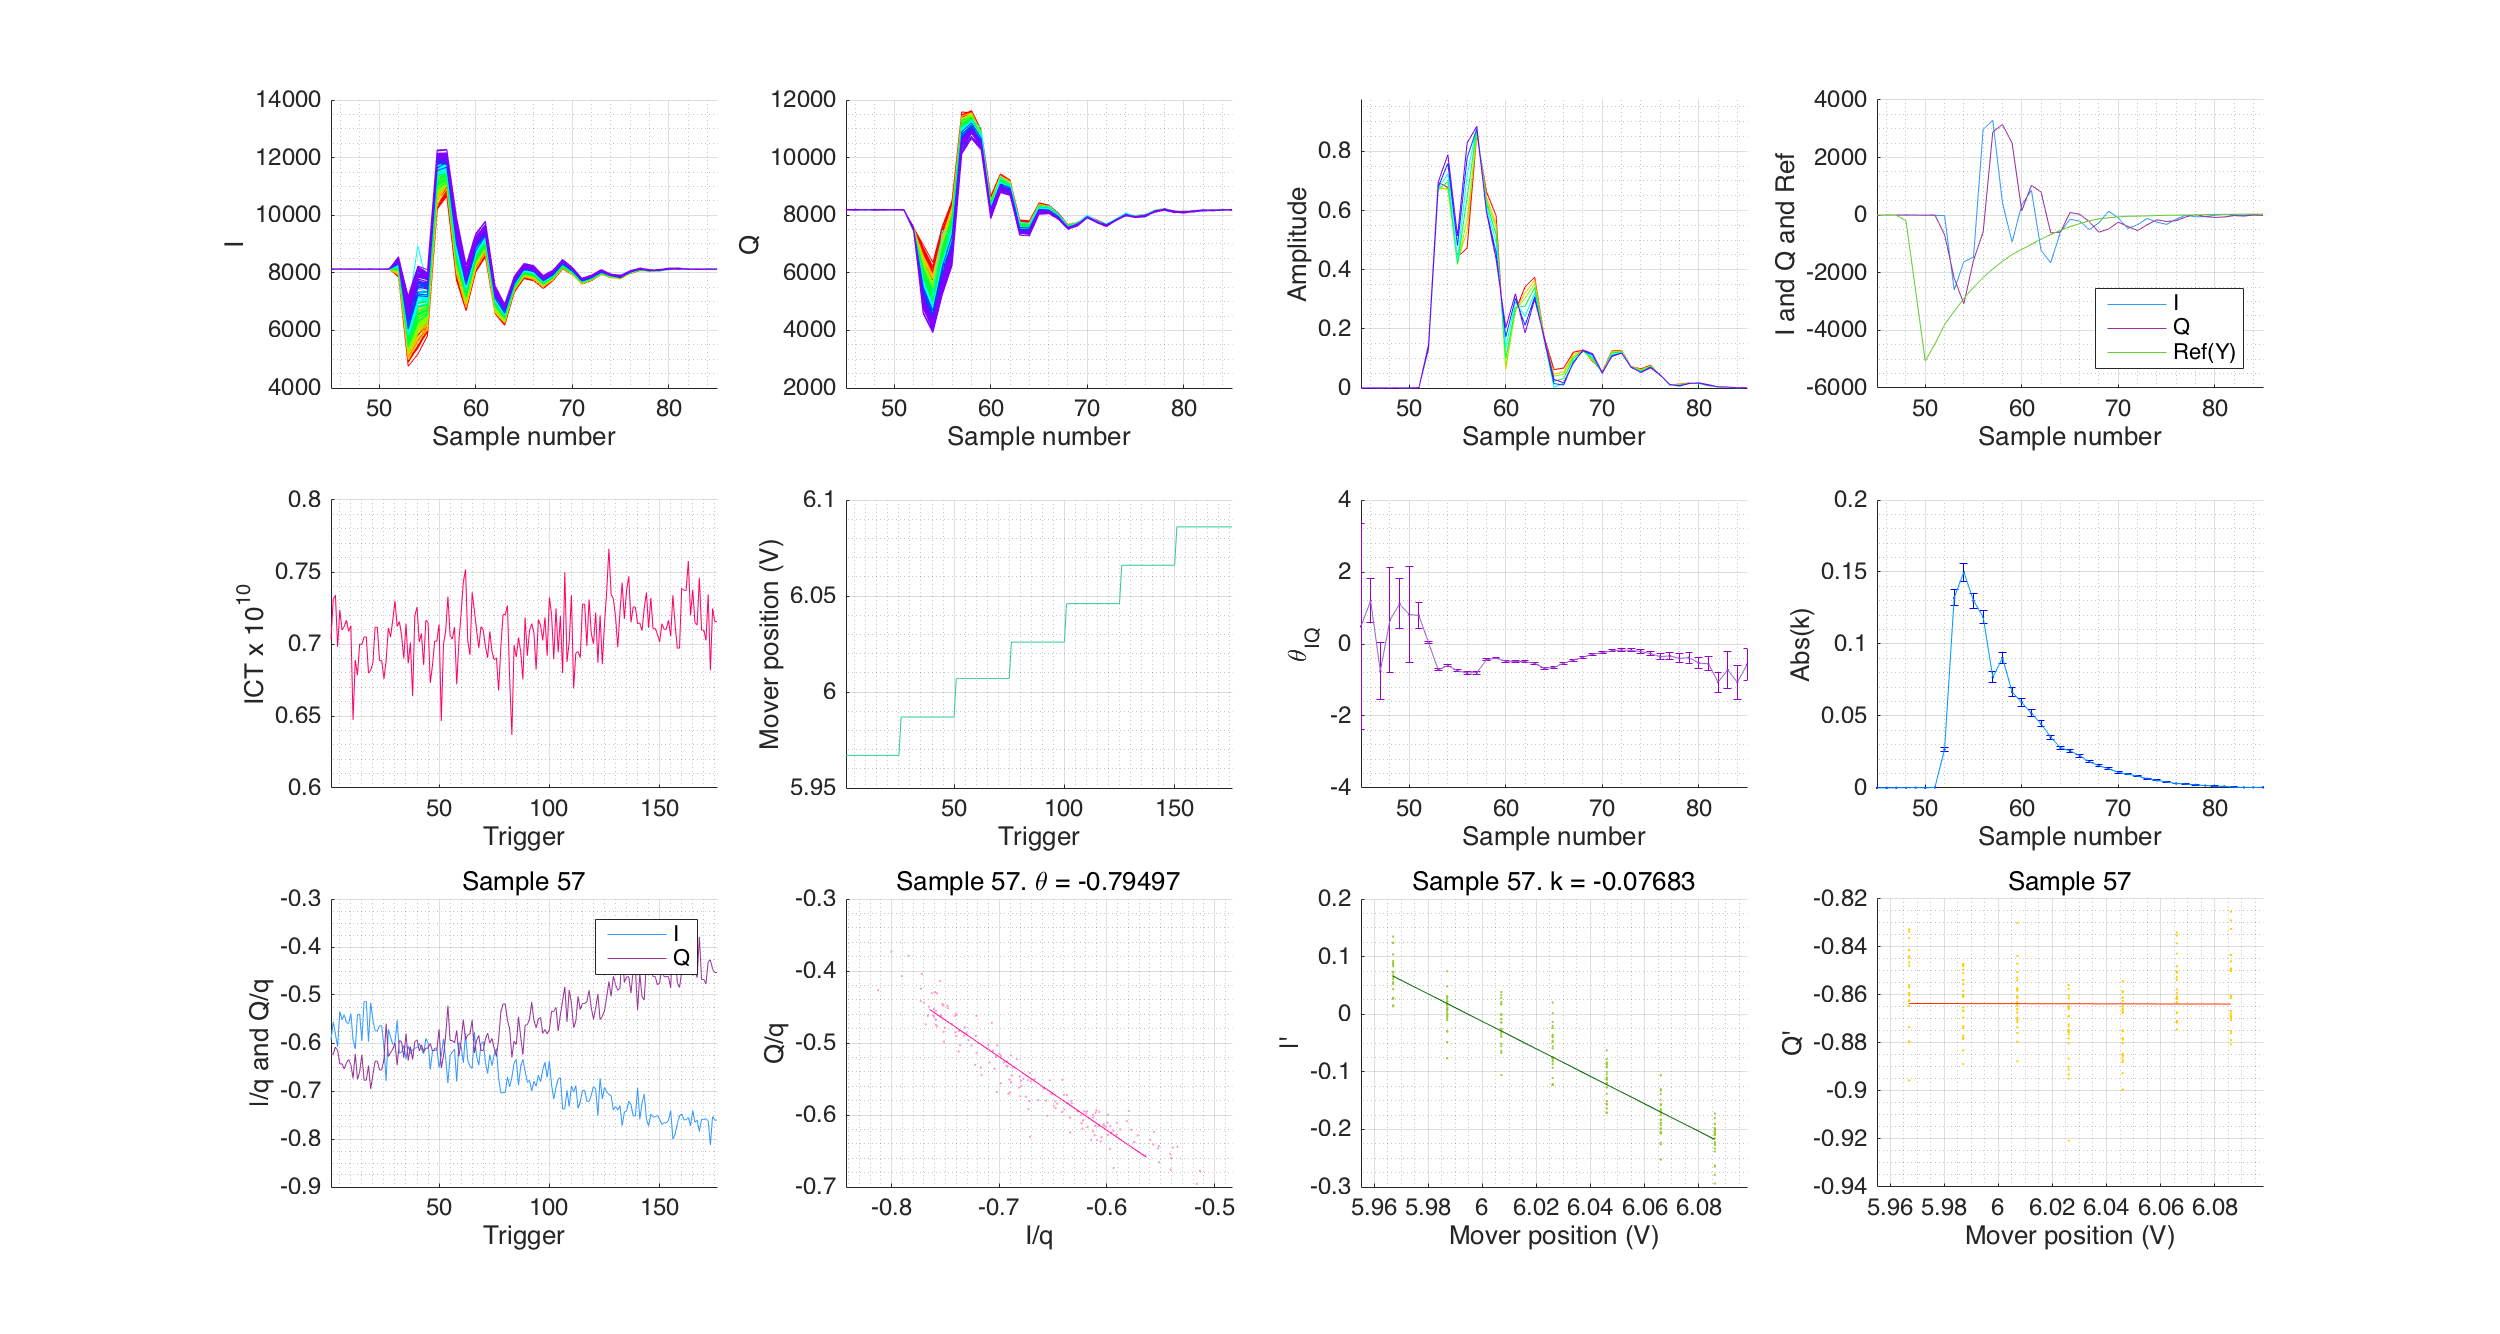 I
14000
12000
10000
8000
6000
4000
50 60 70 80
Sample number
Q
12000
10000
8000
6000
4000
2000
50 60 70 80
Sample number
Amplitude
0.8
0.6
0.4
0.2
0
50 60 70 80
Sample number
I and Q and Ref
4000
2000
0
-2000
-4000
-6000
I
Q
Ref(Y)
50 60 70 80
Sample number
ICT x 10^10
0.8
0.75
0.7
0.65
0.6
50 100 150
Trigger
Mover position (V)
6.1
6.05
6
5.95
50 100 150
Trigger
θIQ
4
2
0
-2
-4
50 60 70 80
Sample number
Abs(k)
0.2
0.15
0.1
0.05
0
50 60 70 80
Sample number
Sample 57
I/q and Q/q
-0.3
-0.4
-0.5
-0.6
-0.7
-0.8
-0.9
I
Q
50 100 150
Trigger
Sample 57. θ = -0.79497
Q/q
-0.3
-0.4
-0.5
-0.6
-0.7
-0.8 -0.7 -0.6 -0.5
I/q
Sample 57. k = -0.07683
I'
0.2
0.1
0
-0.1
-0.2
-0.3
5.96 5.98 6 6.02 6.04 6.06 6.08
Mover position (V)
Sample 57
Q'
-0.82
-0.84
-0.86
-0.88
-0.9
-0.92
-0.94
5.96 5.98 6 6.02 6.04 6.06 6.08
Mover position (V)